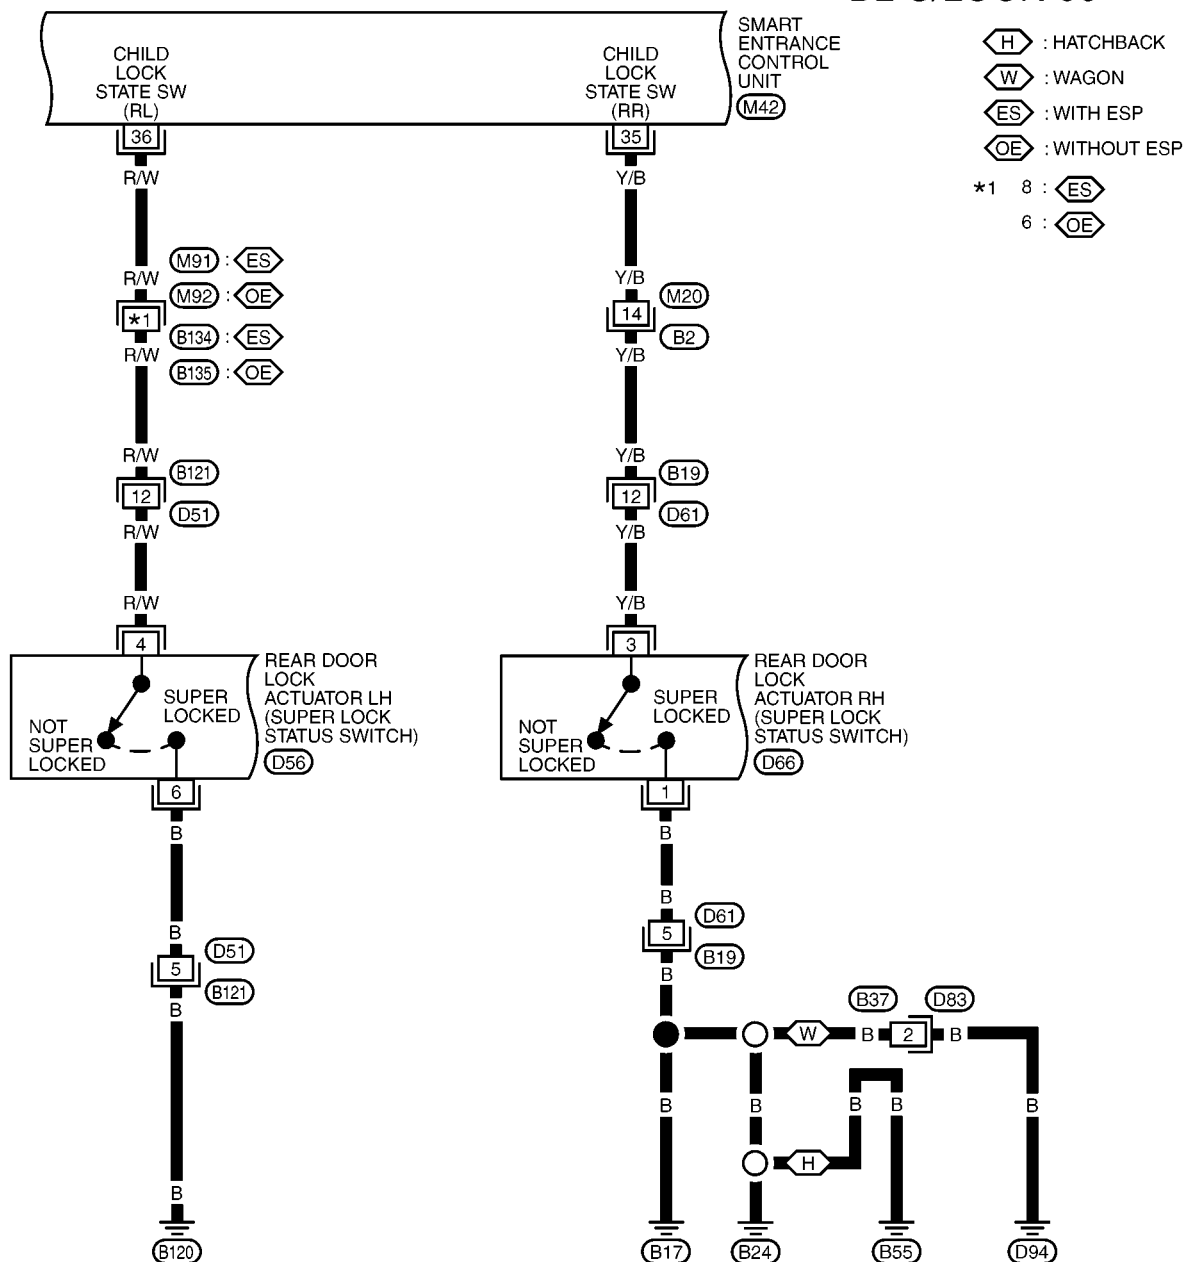 SMART
ENTRANCE
CONTROL
UNIT
M42
CHILD
LOCK
STATE SW
(RL)
CHILD
LOCK
STATE SW
(RR)
36
35
H : HATCHBACK
W : WAGON
ES : WITH ESP
OE : WITHOUT ESP
*1 8 : ES
6 : OE
R/W
Y/B
M91 : ES
R/W
Y/B
M92 : OE
M20
*1
14
B134 : ES
B2
R/W
Y/B
B135 : OE
R/W
Y/B
B121
B19
12
12
D51
D61
R/W
Y/B
R/W
Y/B
4
3
REAR DOOR
LOCK
ACTUATOR LH
(SUPER LOCK
STATUS SWITCH)
D56
SUPER
LOCKED
NOT
SUPER
LOCKED
REAR DOOR
LOCK
ACTUATOR RH
(SUPER LOCK
STATUS SWITCH)
D66
SUPER
LOCKED
NOT
SUPER
LOCKED
6
1
B
B
B
B
D61
5
B19
B
D51
5
B121
B
B37
D83
W
B
2
B
B
B
B
B
B
H
B
B120
B17
B24
B55
D94